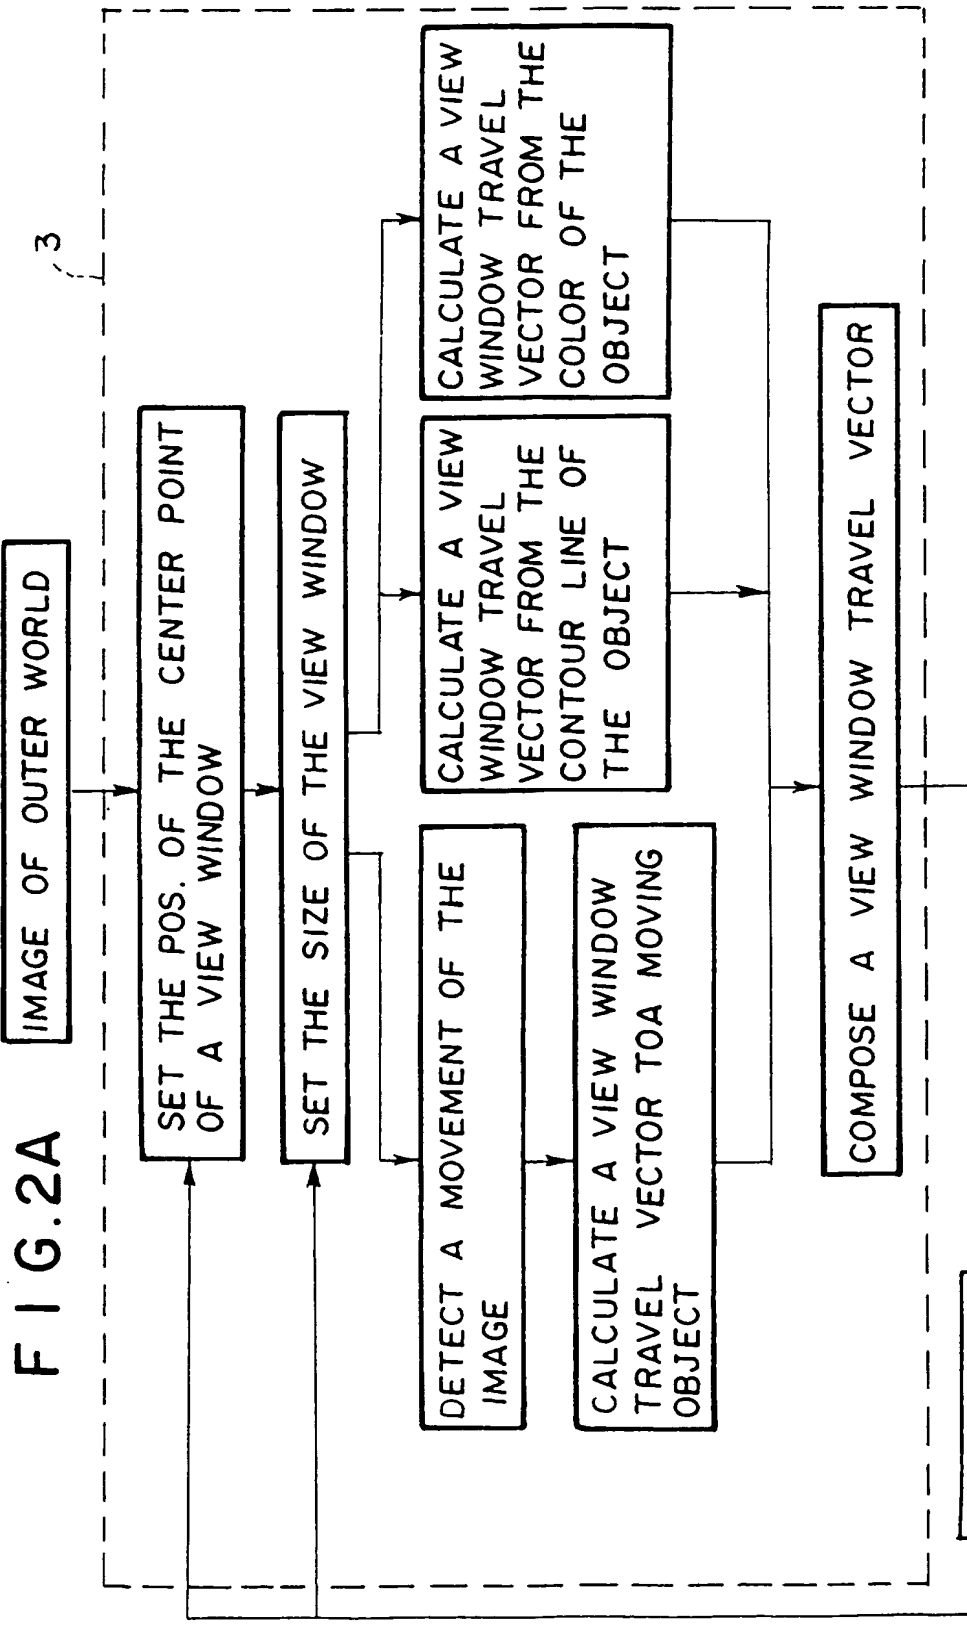 FIG.2A
IMAGE OF OUTER WORLD
3
SET THE POS. OF THE CENTER POINT
OF A VIEW WINDOW
SET THE SIZE OF THE VIEW WINDOW
DETECT A MOVEMENT OF THE
IMAGE
CALCULATE A VIEW WINDOW
TRAVEL VECTOR TOA MOVING
OBJECT
CALCULATE A VIEW
WINDOW TRAVEL
VECTOR FROM THE
CONTOUR LINE OF
THE OBJECT
CALCULATE A VIEW
WINDOW TRAVEL
VECTOR FROM THE
COLOR OF THE
OBJECT
COMPOSE A VIEW WINDOW TRAVEL VECTOR